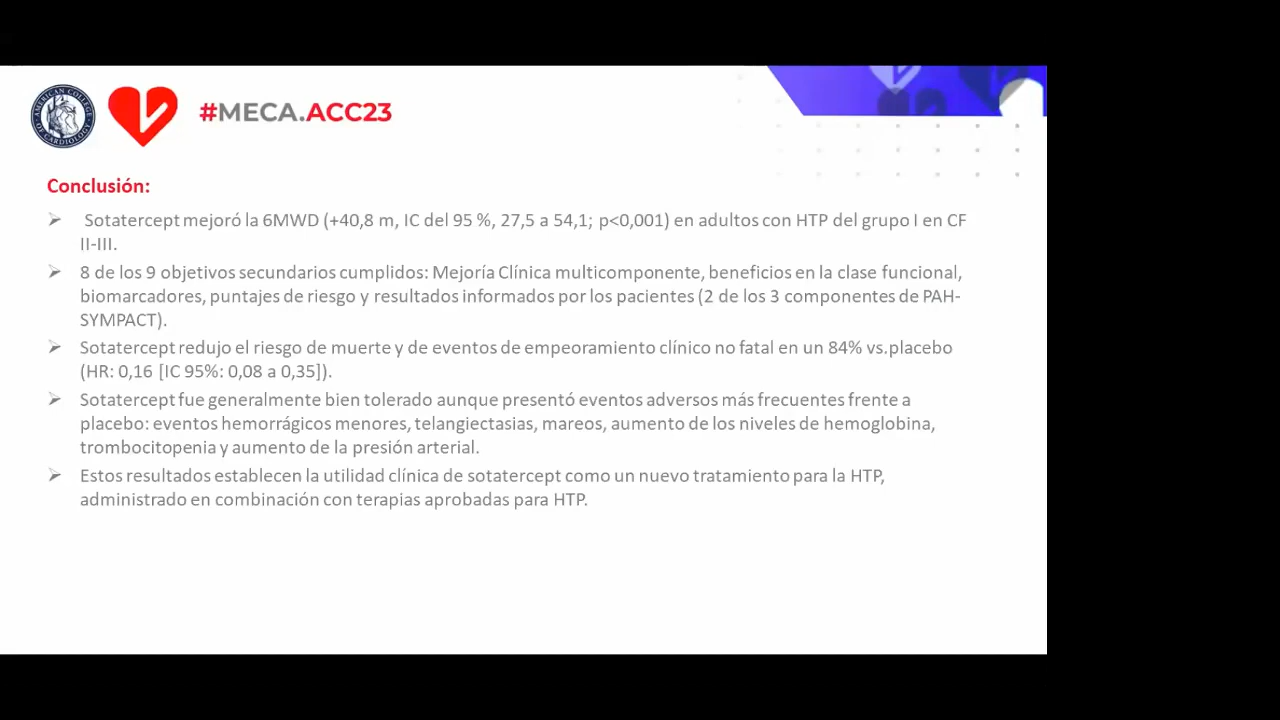 AMERICAN COLLEGE OF CARDIOLOGY
#MECA.ACC23
Conclusión:
➢ Sotatercept mejoró la 6MWD (+40,8 m, IC del 95 %, 27,5 a 54,1; p<0,001) en adultos con HTP del grupo I en CF
II-III.
➢ 8 de los 9 objetivos secundarios cumplidos: Mejoría Clínica multicomponente, beneficios en la clase funcional,
biomarcadores, puntajes de riesgo y resultados informados por los pacientes (2 de los 3 componentes de PAH-
SYMPACT).
➢ Sotatercept redujo el riesgo de muerte y de eventos de empeoramiento clínico no fatal en un 84% vs.placebo
(HR: 0,16 [IC 95%: 0,08 a 0,35]).
➢ Sotatercept fue generalmente bien tolerado aunque presentó eventos adversos más frecuentes frente a
placebo: eventos hemorrágicos menores, telangiectasias, mareos, aumento de los niveles de hemoglobina,
trombocitopenia y aumento de la presión arterial.
➢ Estos resultados establecen la utilidad clínica de sotatercept como un nuevo tratamiento para la HTP,
administrado en combinación con terapias aprobadas para HTP.